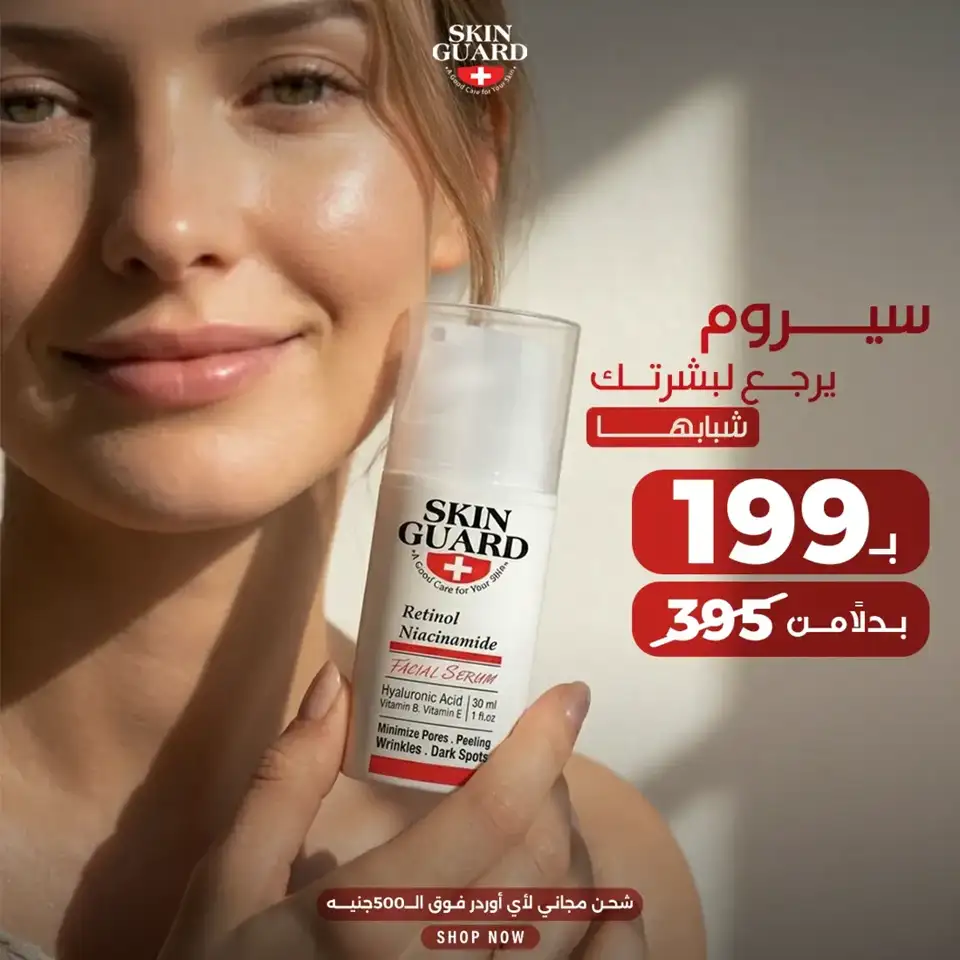 SKIN
GUARD
A Good Care for Your Skin
سيروم
يرجع لبشرتك
شبابها
بـ199
بدلًا من 395
SKIN
GUARD
A Good Care for Your Skin
Retinol
Niacinamide
FACIAL SERUM
Hyaluronic Acid | 30 ml
Vitamin B. Vitamin E | 1 fl.oz
Minimize Pores . Peeling
Wrinkles . Dark Spots
شحن مجاني لأي أوردر فوق الـ500جنيه
SHOP NOW